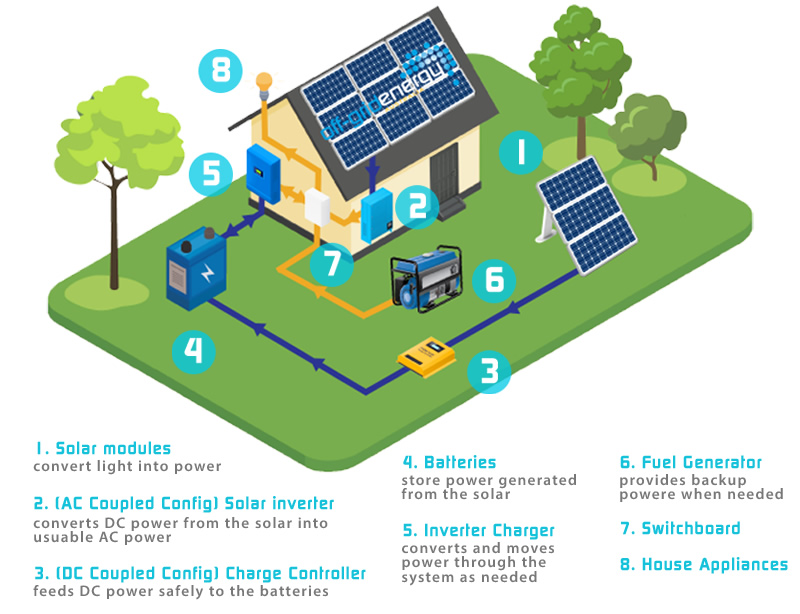 8
off-gridenergy
1
5
2
7
6
4
3
1. Solar modules
convert light into power
2. (AC Coupled Config) Solar inverter
converts DC power from the solar into
usuable AC power
3. (DC Coupled Config) Charge Controller
feeds DC power safely to the batteries
4. Batteries
store power generated
from the solar
5. Inverter Charger
converts and moves
power through the
system as needed
6. Fuel Generator
provides backup
powere when needed
7. Switchboard
8. House Appliances